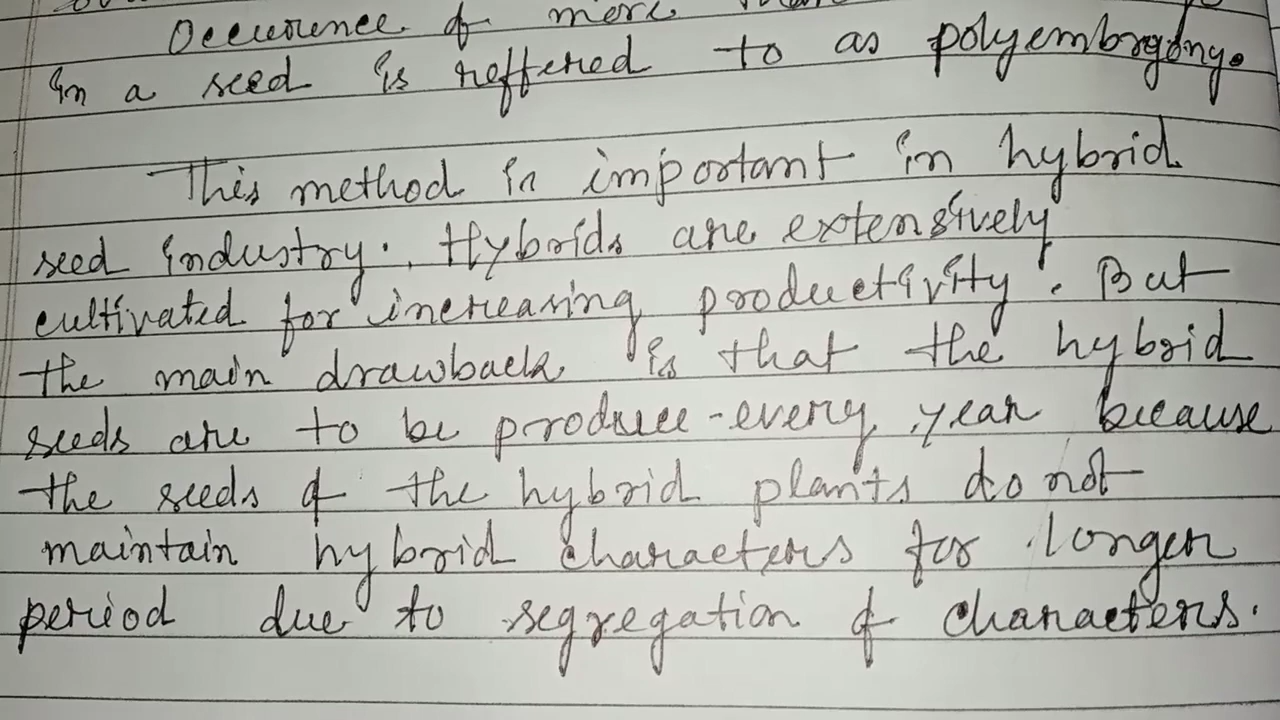 Occurence of more
in a seed is reffered to as polyembryony.
This method is important in hybrid
seed industry. Hybrids are extensively
cultivated for increasing productivity. But
the main drawback is that the hybrid
seeds are to be produce every year because
the seeds of the hybrid plants do not
maintain hybrid characters for longer
period due to segregation of characters.